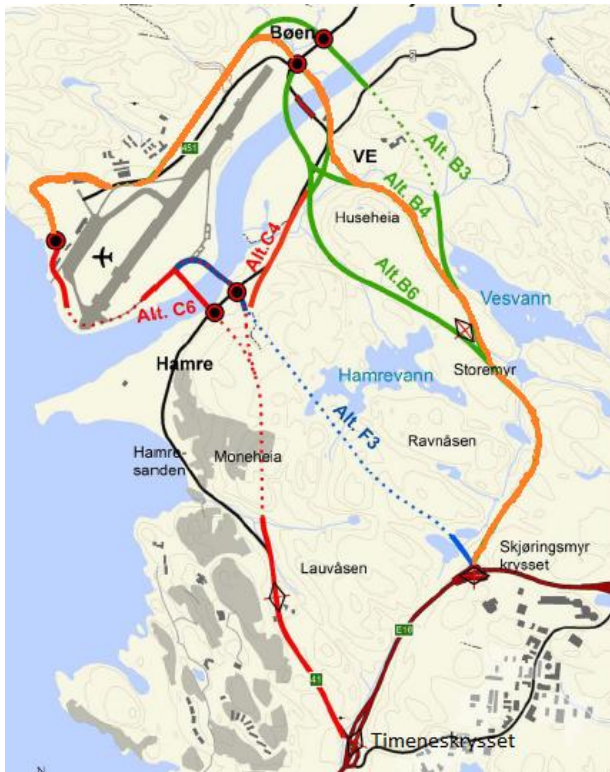 Bøen
3
451
VE
Alt. B3
Alt. B4
Huseheia
Alt. C4
Alt.B6
Vesvann
Alt. C6
Storemyr
Hamre
Hamrevann
Alt. F3
Ravnåsen
Hamre-
sanden
Moneheia
Skjøringsmyr
krysset
Lauvåsen
E18
41
Timeneskrysset
N